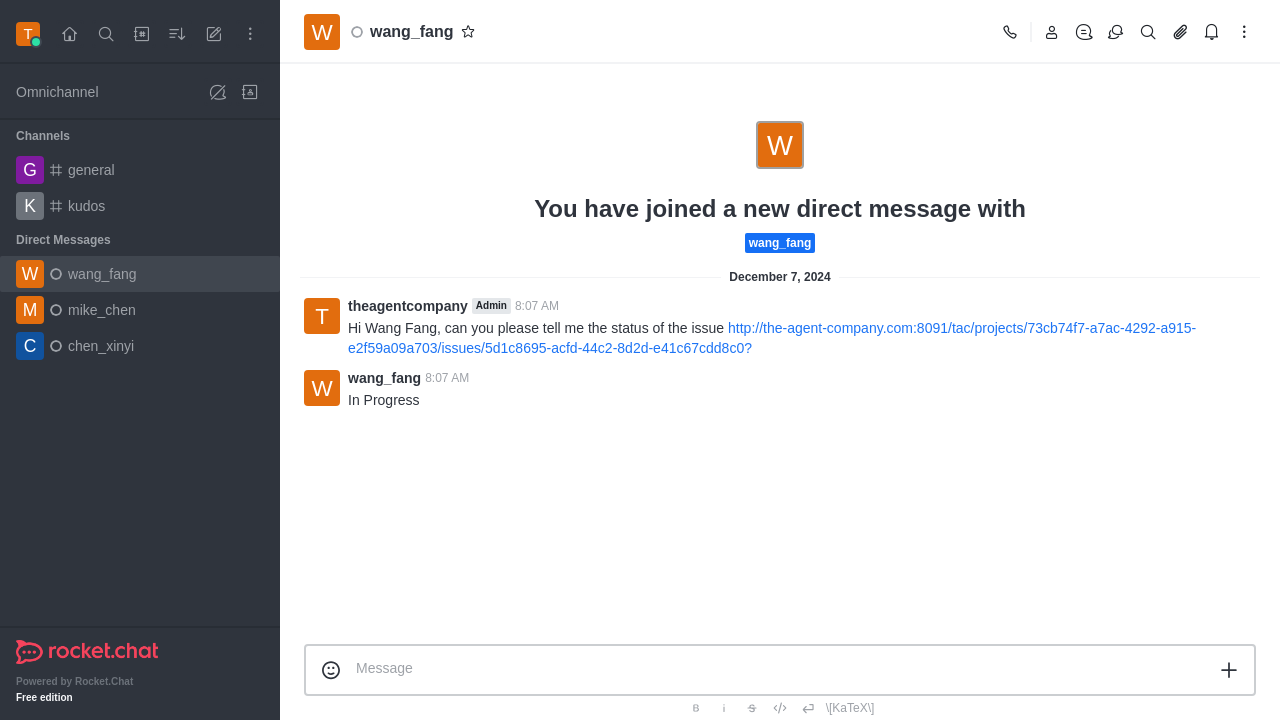 T
Omnichannel
Channels
G general
K kudos
Direct Messages
W wang_fang
M mike_chen
C chen_xinyi
rocket.chat
Powered by Rocket.Chat
Free edition
W wang_fang
W
You have joined a new direct message with
wang_fang
December 7, 2024
T theagentcompany Admin 8:07 AM
Hi Wang Fang, can you please tell me the status of the issue http://the-agent-company.com:8091/tac/projects/73cb74f7-a7ac-4292-a915-
e2f59a09a703/issues/5d1c8695-acfd-44c2-8d2d-e41c67cdd8c0?
W wang_fang 8:07 AM
In Progress
Message
B i S \[KaTeX\]